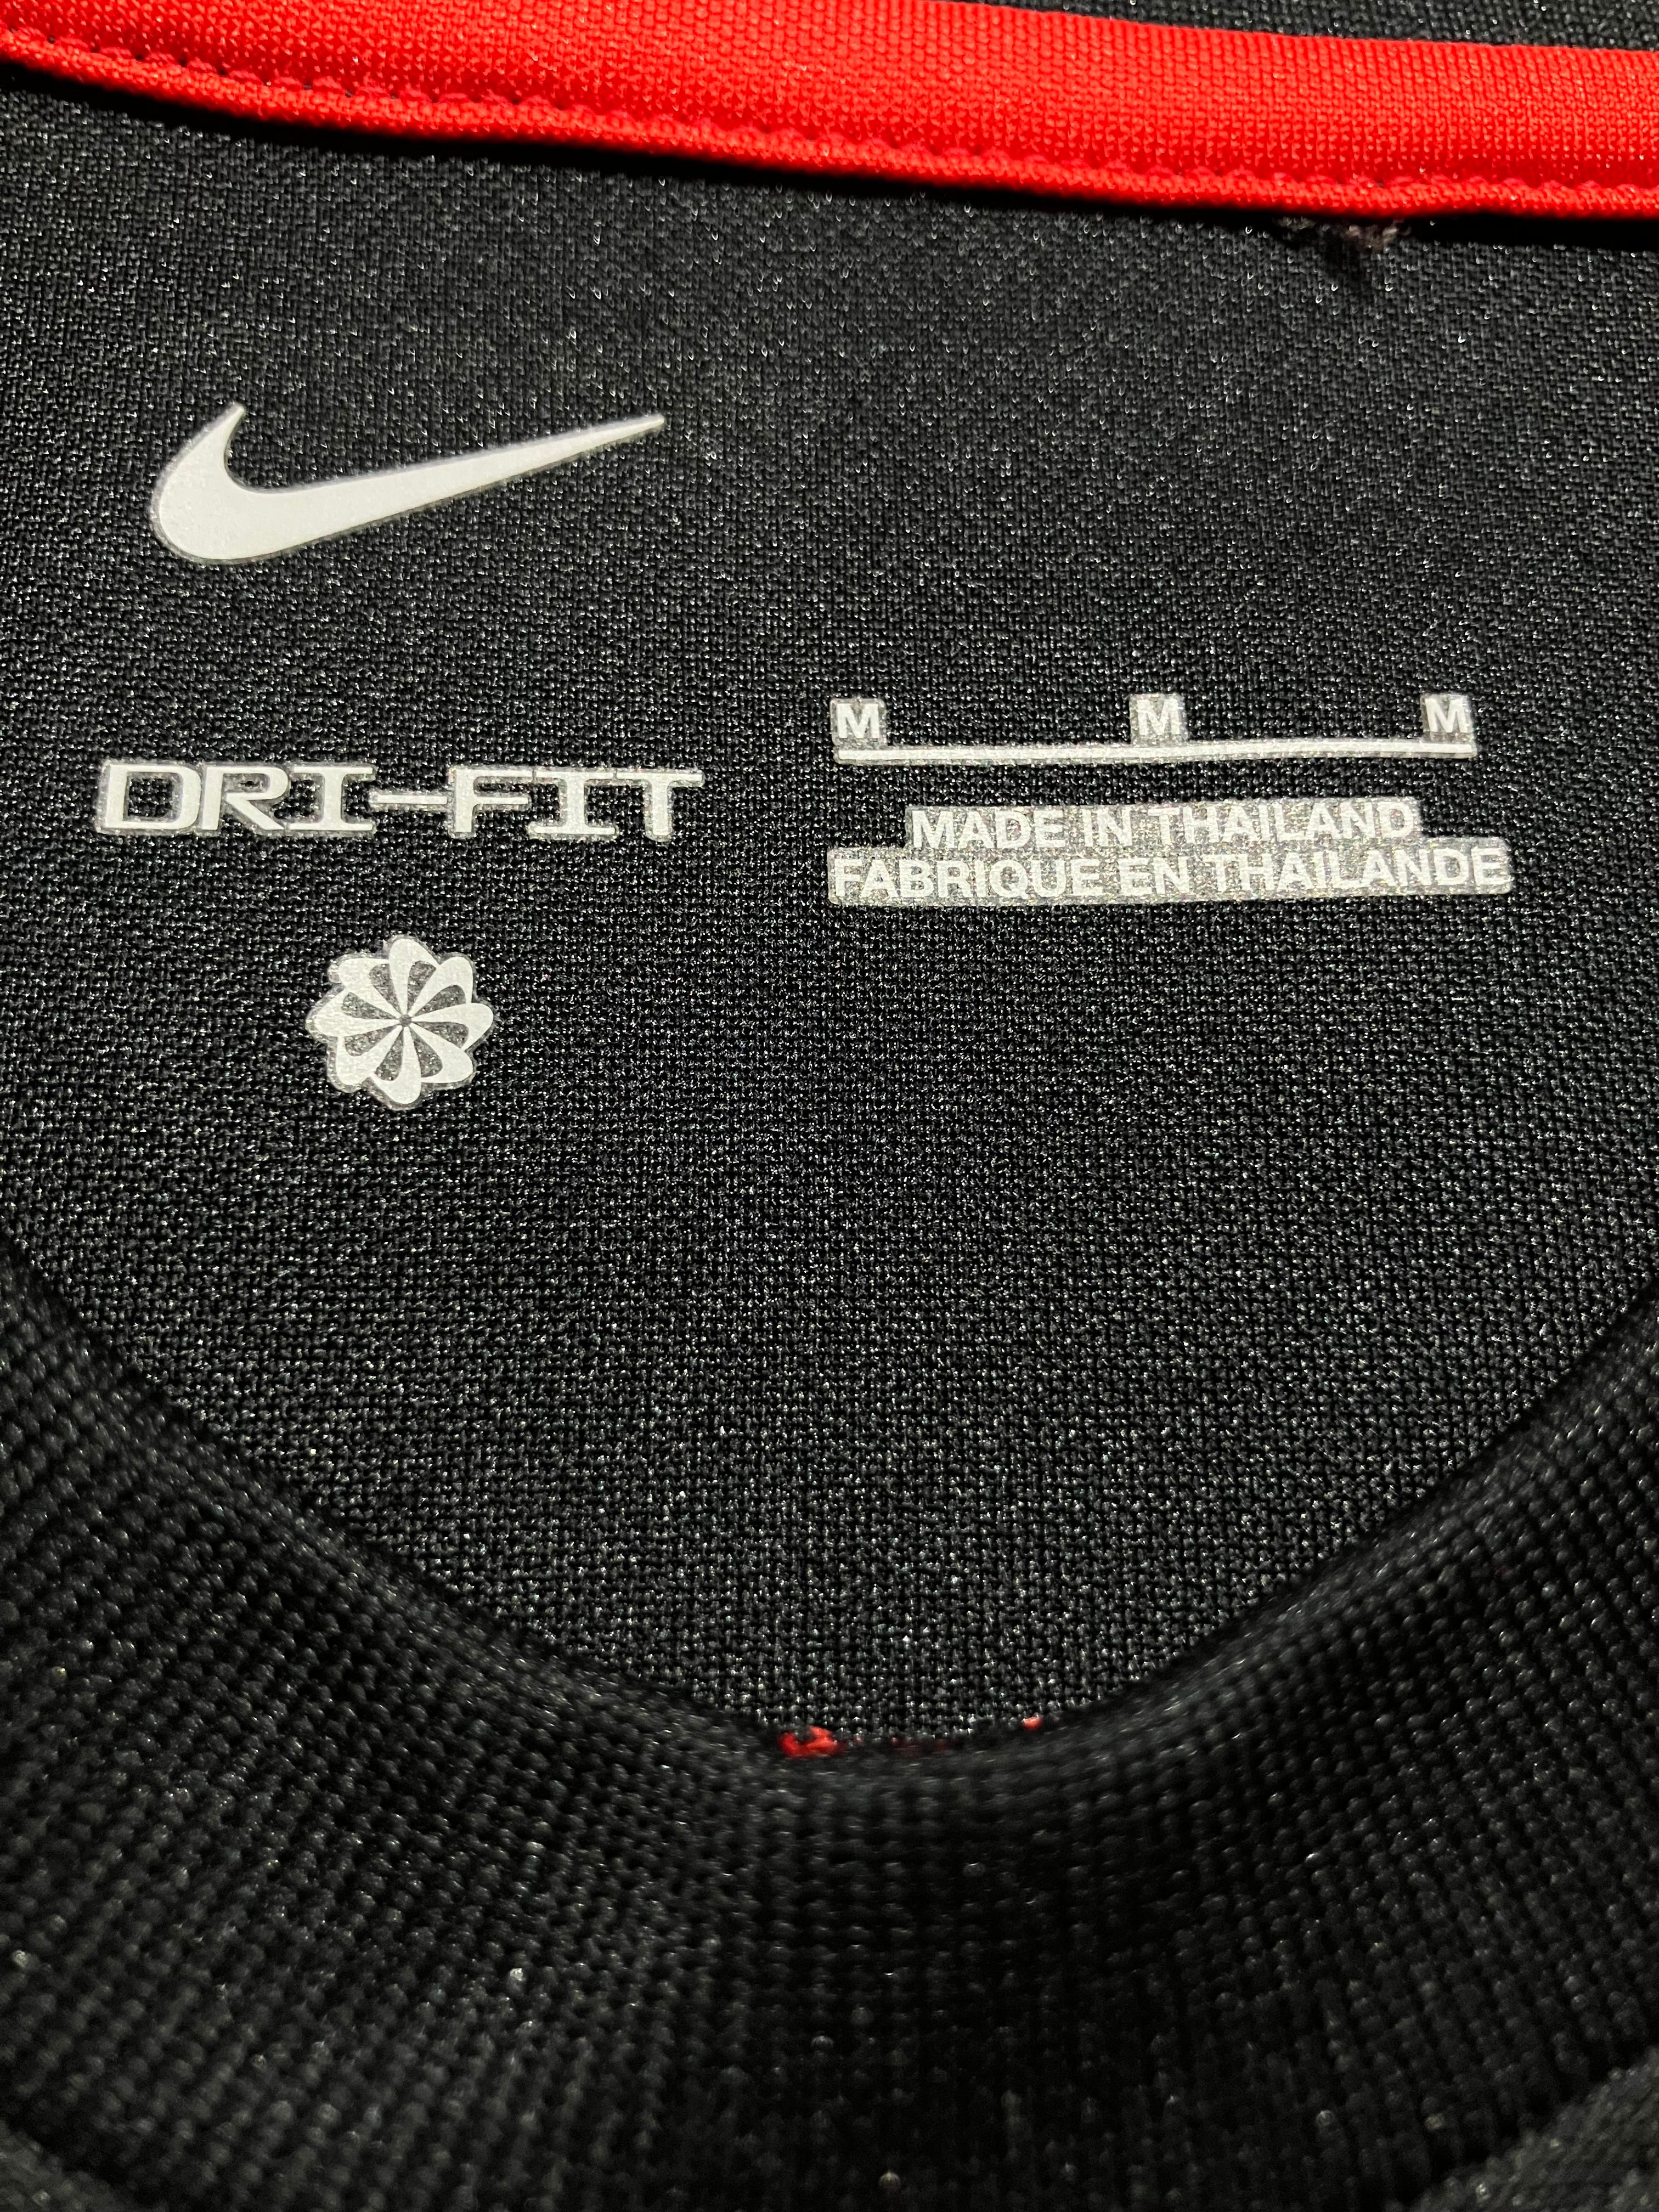 DRI-FIT
M M M
MADE IN THAILAND
FABRIQUE EN THAILANDE